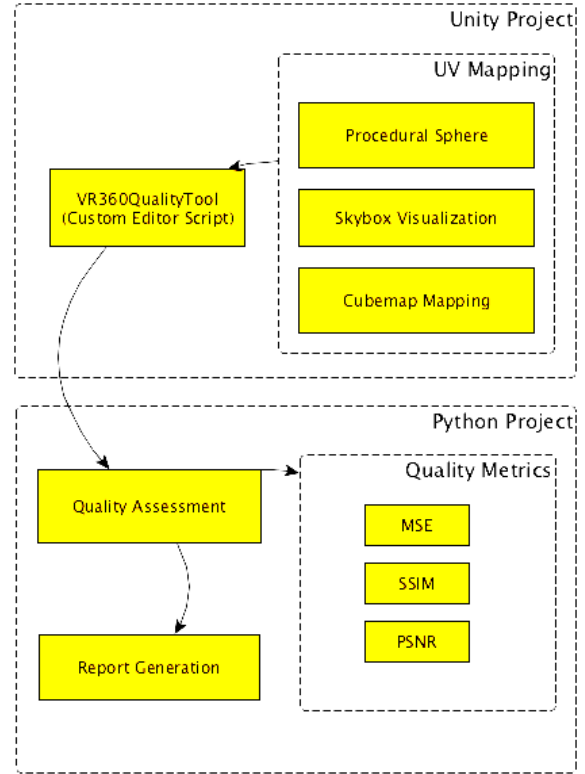 Unity Project
UV Mapping
Procedural Sphere
VR360QualityTool
(Custom Editor Script)
Skybox Visualization
Cubemap Mapping
Python Project
Quality Metrics
Quality Assessment
MSE
SSIM
PSNR
Report Generation